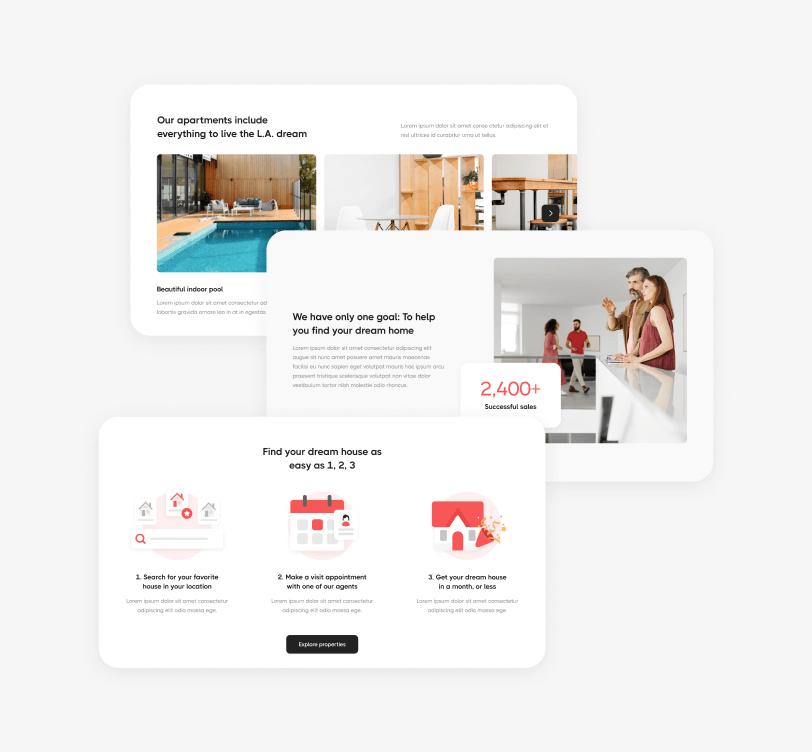 Our apartments include
everything to live the L.A. dream
Lorem ipsum dolor sit amet conse ctetur adipiscing elit et
nisl ultrices id curabitur urna ut tellus.
Beautiful indoor pool
Lorem ipsum dolor sit amet consectetur ad
lobortis gravida ornare leo in at in egestas.
We have only one goal: To help
you find your dream home
Lorem ipsum dolor sit amet consectetur adipiscing elit
augue sit nunc amet posuere amet mauris maecenas
facilisi eu nunc sapien eget volutpat mauris hac ipsum arcu
praesent tristique scelerisque volutpat non vitae dolor
vestibulum tortor nibh molestie odio rhoncus.
2,400+
Successful sales
Find your dream house as
easy as 1, 2, 3
1. Search for your favorite
house in your location
Lorem ipsum dolor sit amet consectetur
adipiscing elit odio massa ege.
2. Make a visit appointment
with one of our agents
Lorem ipsum dolor sit amet consectetur
adipiscing elit odio massa ege.
3. Get your dream house
in a month, or less
Lorem ipsum dolor sit amet consectetur
adipiscing elit odio massa ege.
Explore properties